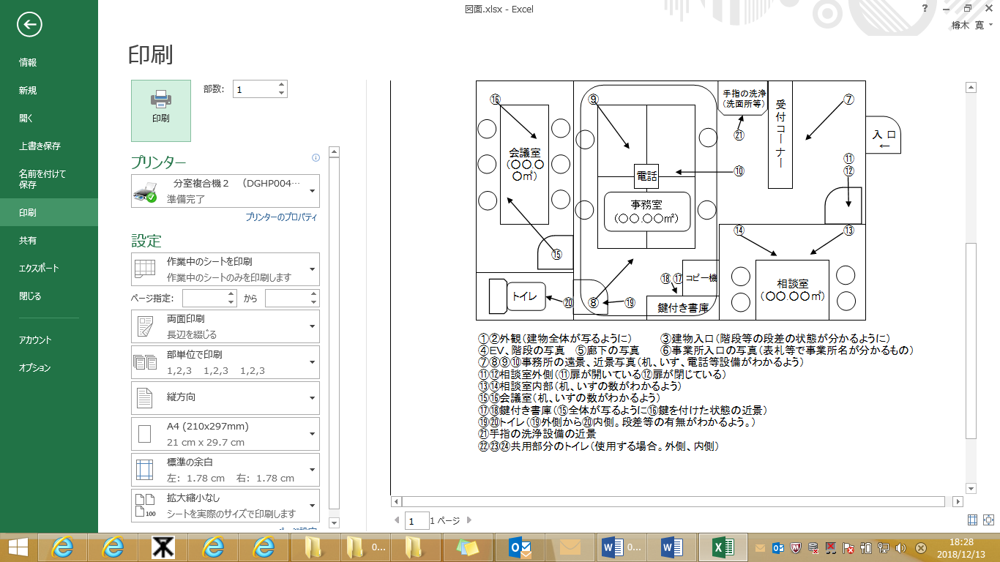 図面.xlsx - Excel
?
樽木 寛
情報
新規
開く
上書き保存
名前を付けて
保存
印刷
共有
エクスポート
閉じる
アカウント
オプション
印刷
印刷
部数: 1
プリンター
分室複合機２ （DGHP004…
準備完了
プリンターのプロパティ
設定
作業中のシートを印刷
作業中のシートのみを印刷します
ページ指定: から
両面印刷
長辺を綴じる
部単位で印刷
1,2,3 1,2,3 1,2,3
縦方向
A4 (210x297mm)
21 cm x 29.7 cm
標準の余白
左: 1.78 cm 右: 1.78 cm
拡大縮小なし
シートを実際のサイズで印刷します
100
⑯
会議室
（〇〇.〇
〇㎡）
⑮
⑨
電話
事務室
（〇〇.〇〇㎡）
手指の洗浄
（洗面所等）
㉑
⑩
受付コーナー
⑦
入 口
←
⑪
⑫
⑭
⑬
相談室
（〇〇.〇〇㎡）
トイレ
⑳
⑧
⑲
⑱⑰
コピー機
鍵付き書庫
①②外観（建物全体が写るように） ③建物入口（階段等の段差の状態が分かるように）
④EV、階段の写真 ⑤廊下の写真 ⑥事業所入口の写真（表札等で事業所名が分かるもの）
⑦⑧⑨⑩事務所の遠景、近景写真（机、いす、電話等設備がわかるよう）
⑪⑫相談室外側（⑪扉が開いている⑫扉が閉じている）
⑬⑭相談室内部（机、いすの数がわかるよう）
⑮⑯会議室（机、いすの数がわかるよう）
⑰⑱鍵付き書庫（⑮全体が写るように⑯鍵を付けた状態の近景）
⑲⑳トイレ（⑲外側から⑳内側。段差等の有無がわかるよう。）
㉑手指の洗浄設備の近景
㉒㉓㉔共用部分のトイレ（使用する場合。外側、内側）
1 1 ページ
0...
0...
18:28
2018/12/13